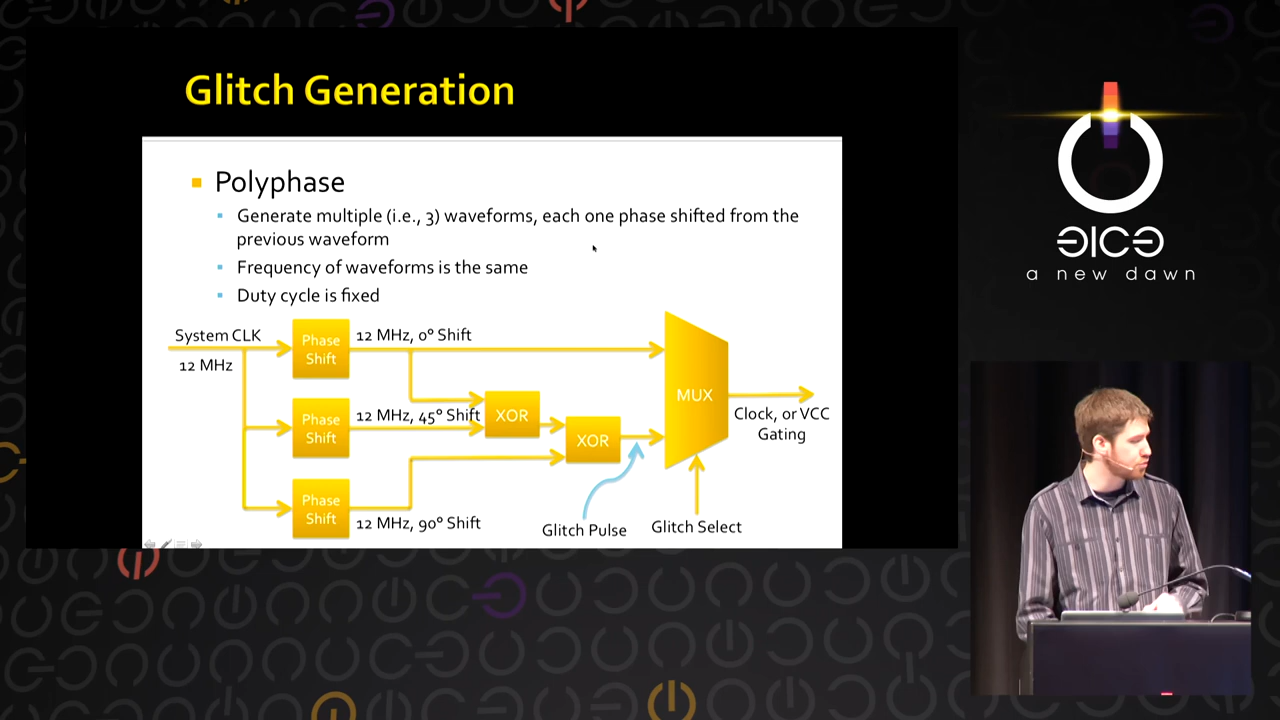 Glitch Generation
Polyphase
Generate multiple (i.e., 3) waveforms, each one phase shifted from the
previous waveform
Frequency of waveforms is the same
Duty cycle is fixed
System CLK
12 MHz
Phase
Shift
12 MHz, 0° Shift
Phase
Shift
12 MHz, 45° Shift
XOR
XOR
Phase
Shift
12 MHz, 90° Shift
Glitch Pulse
MUX
Glitch Select
Clock, or VCC
Gating
a new dawn